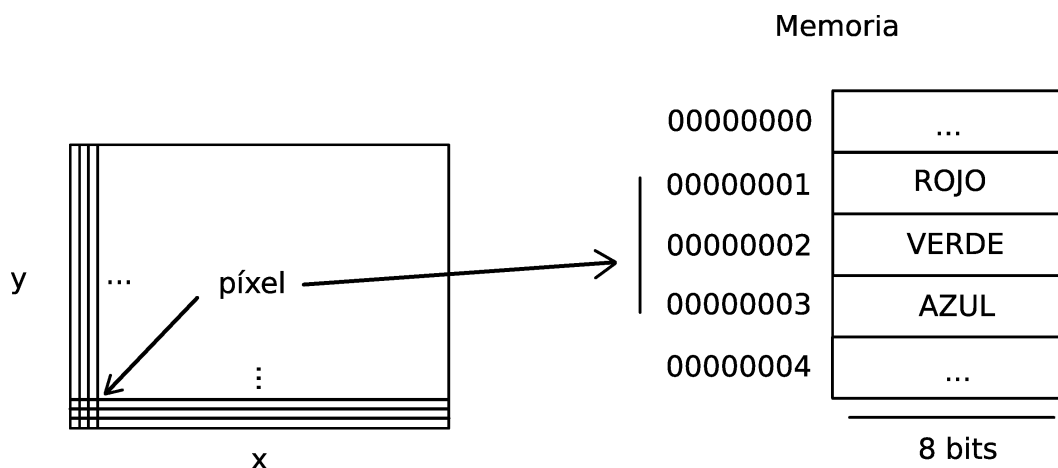 Memoria
00000000 ...
00000001 ROJO
00000002 VERDE
00000003 AZUL
00000004 ...
8 bits
y
...
píxel
...
x